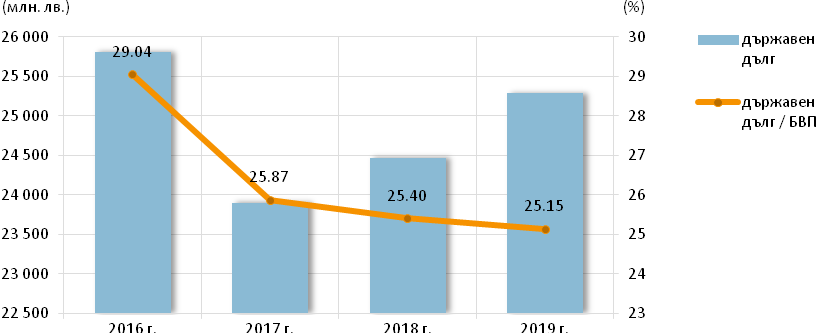 (млн. лв.)
(%)
26 000
25 500
25 000
24 500
24 000
23 500
23 000
22 500
30
29
28
27
26
25
24
23
29.04
25.87
25.40
25.15
2016 г.
2017 г.
2018 г.
2019 г.
държавен
дълг
държавен
дълг / БВП